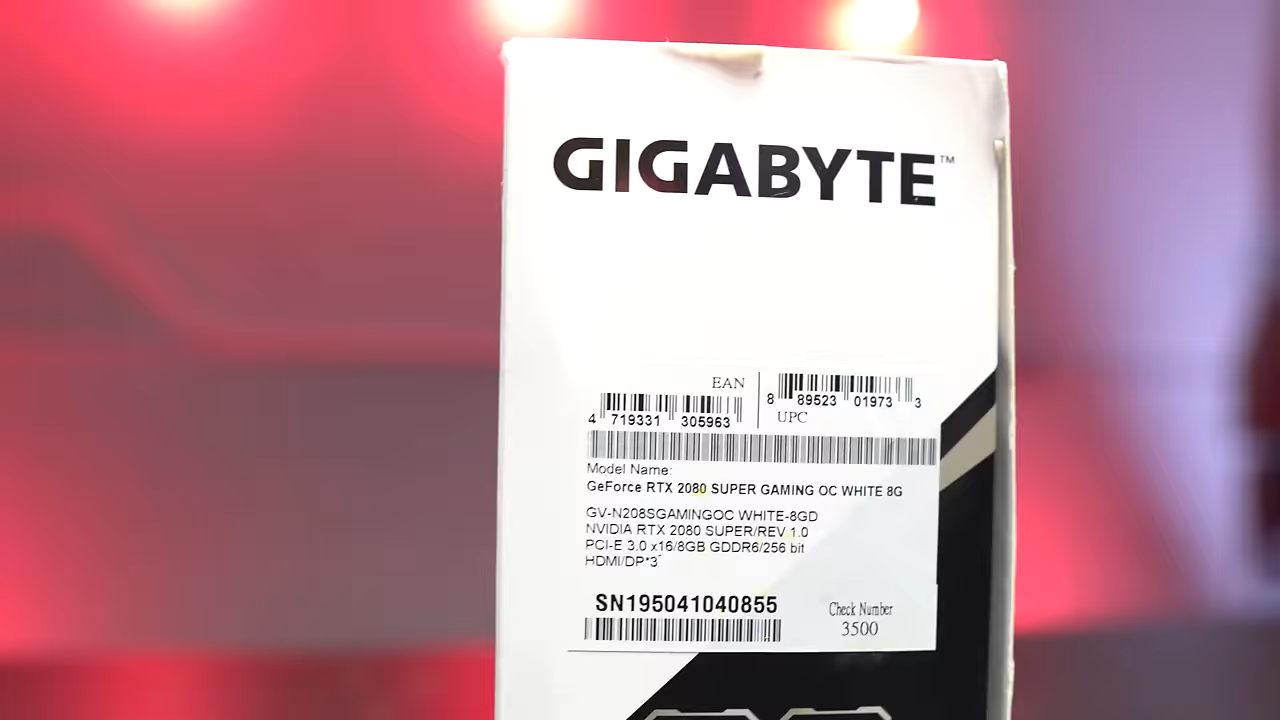 GIGABYTE™
EAN
4 719331 305963
8 89523 01973 3
UPC
Model Name:
GeForce RTX 2080 SUPER GAMING OC WHITE 8G
GV-N208SGAMINGOC WHITE-8GD
NVIDIA RTX 2080 SUPER/REV 1.0
PCI-E 3.0 x16/8GB GDDR6/256 bit
HDMI/DP*3
SN195041040855
Check Number
3500